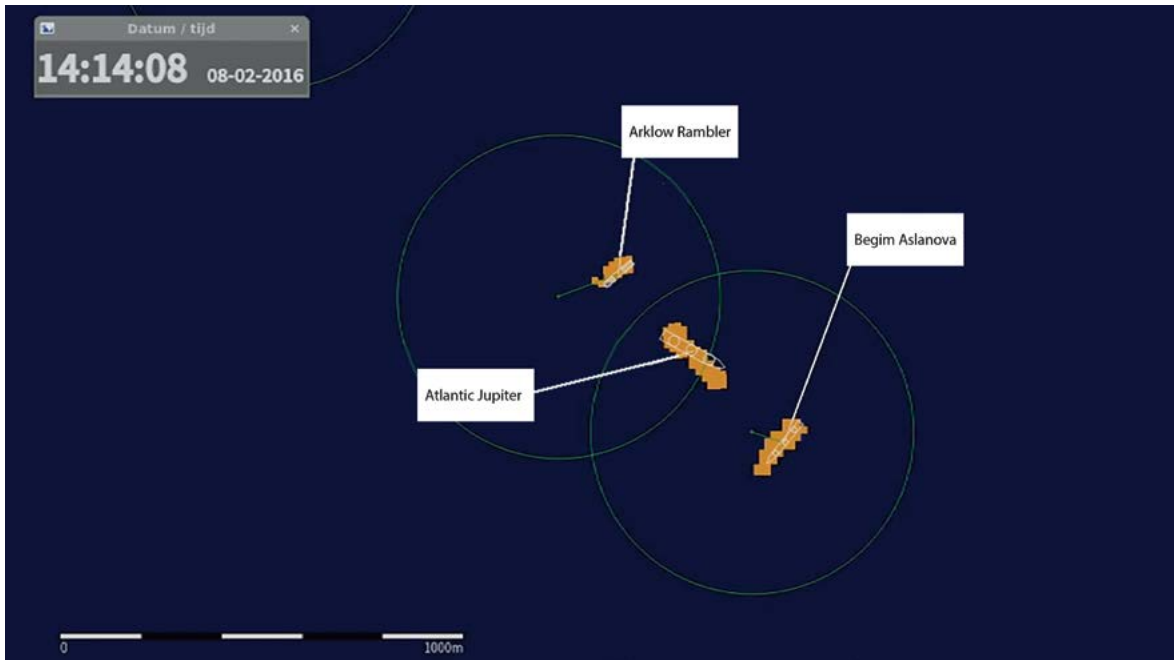 Datum / tijd
14:14:08 08-02-2016
Arklow Rambler
Begim Aslanova
Atlantic Jupiter
0 1000m